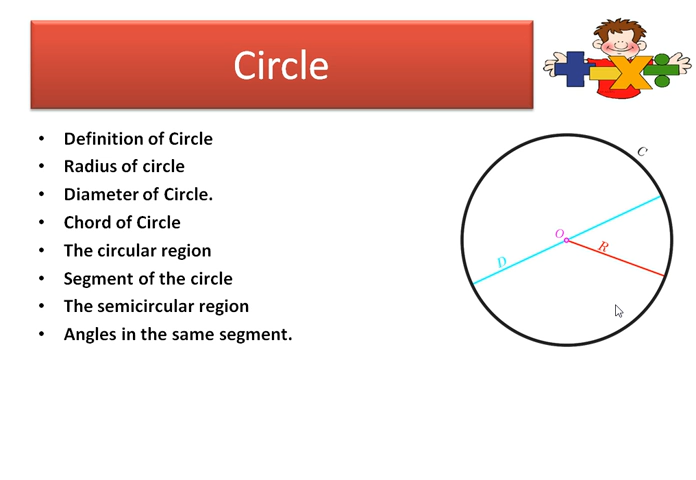 Circle
• Definition of Circle
• Radius of circle
• Diameter of Circle.
• Chord of Circle
• The circular region
• Segment of the circle
• The semicircular region
• Angles in the same segment.
C
O
R
D
+ − × ÷